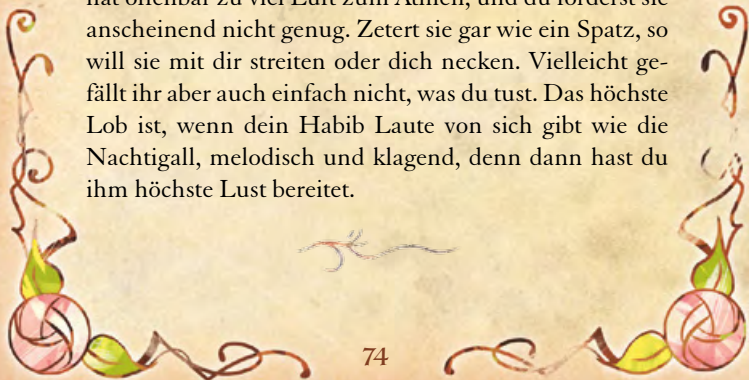 hat offenbar zu viel Luft zum Atmen, und du forderst sie
anscheinend nicht genug. Zetert sie gar wie ein Spatz, so
will sie mit dir streiten oder dich necken. Vielleicht ge-
fällt ihr aber auch einfach nicht, was du tust. Das höchste
Lob ist, wenn dein Habib Laute von sich gibt wie die
Nachtigall, melodisch und klagend, denn dann hast du
ihm höchste Lust bereitet.
74